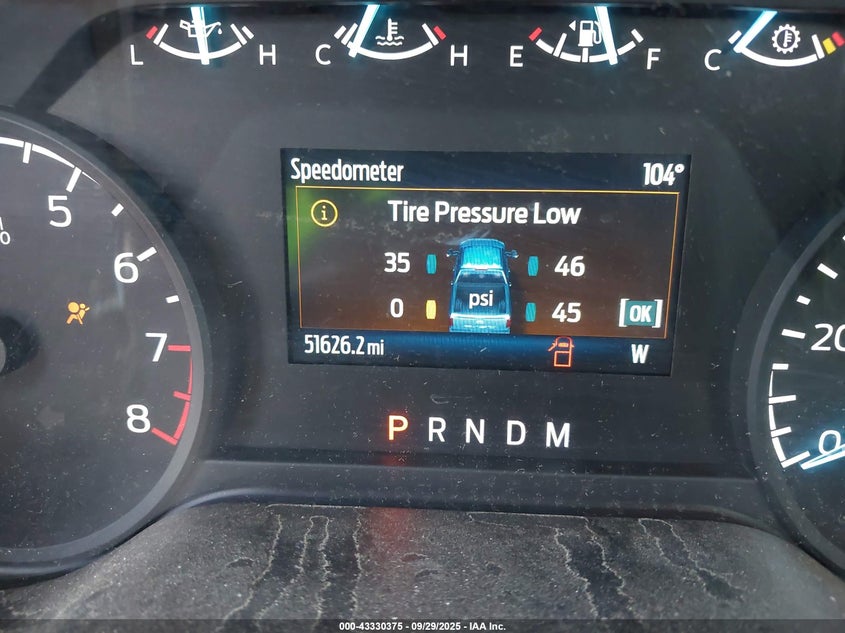 L H C H E F C
Speedometer 104°
Tire Pressure Low
35 46
psi
0 45 [OK]
51626.2 mi W
5
6
7
8
20
0
P R N D M
000-43330375 - 09/29/2025 - IAA Inc.